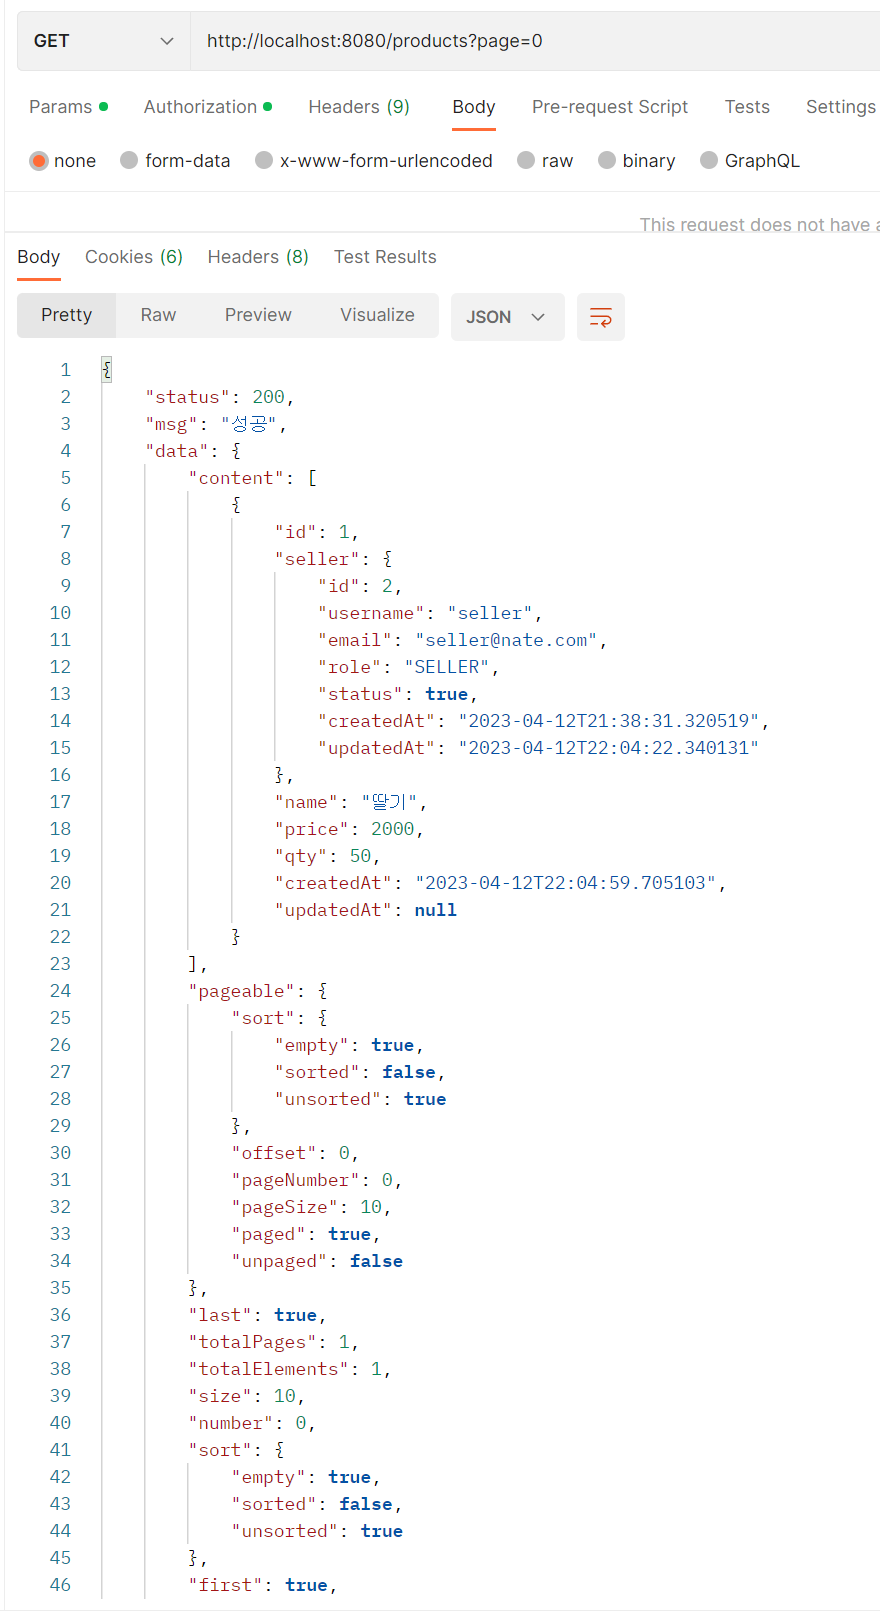 GET http://localhost:8080/products?page=0
Params Authorization Headers (9) Body Pre-request Script Tests Settings
none form-data x-www-form-urlencoded raw binary GraphQL
This request does not have a
Body Cookies (6) Headers (8) Test Results
Pretty Raw Preview Visualize JSON
1 {
2 "status": 200,
3 "msg": "성공",
4 "data": {
5 "content": [
6 {
7 "id": 1,
8 "seller": {
9 "id": 2,
10 "username": "seller",
11 "email": "seller@nate.com",
12 "role": "SELLER",
13 "status": true,
14 "createdAt": "2023-04-12T21:38:31.320519",
15 "updatedAt": "2023-04-12T22:04:22.340131"
16 },
17 "name": "딸기",
18 "price": 2000,
19 "qty": 50,
20 "createdAt": "2023-04-12T22:04:59.705103",
21 "updatedAt": null
22 }
23 ],
24 "pageable": {
25 "sort": {
26 "empty": true,
27 "sorted": false,
28 "unsorted": true
29 },
30 "offset": 0,
31 "pageNumber": 0,
32 "pageSize": 10,
33 "paged": true,
34 "unpaged": false
35 },
36 "last": true,
37 "totalPages": 1,
38 "totalElements": 1,
39 "size": 10,
40 "number": 0,
41 "sort": {
42 "empty": true,
43 "sorted": false,
44 "unsorted": true
45 },
46 "first": true,